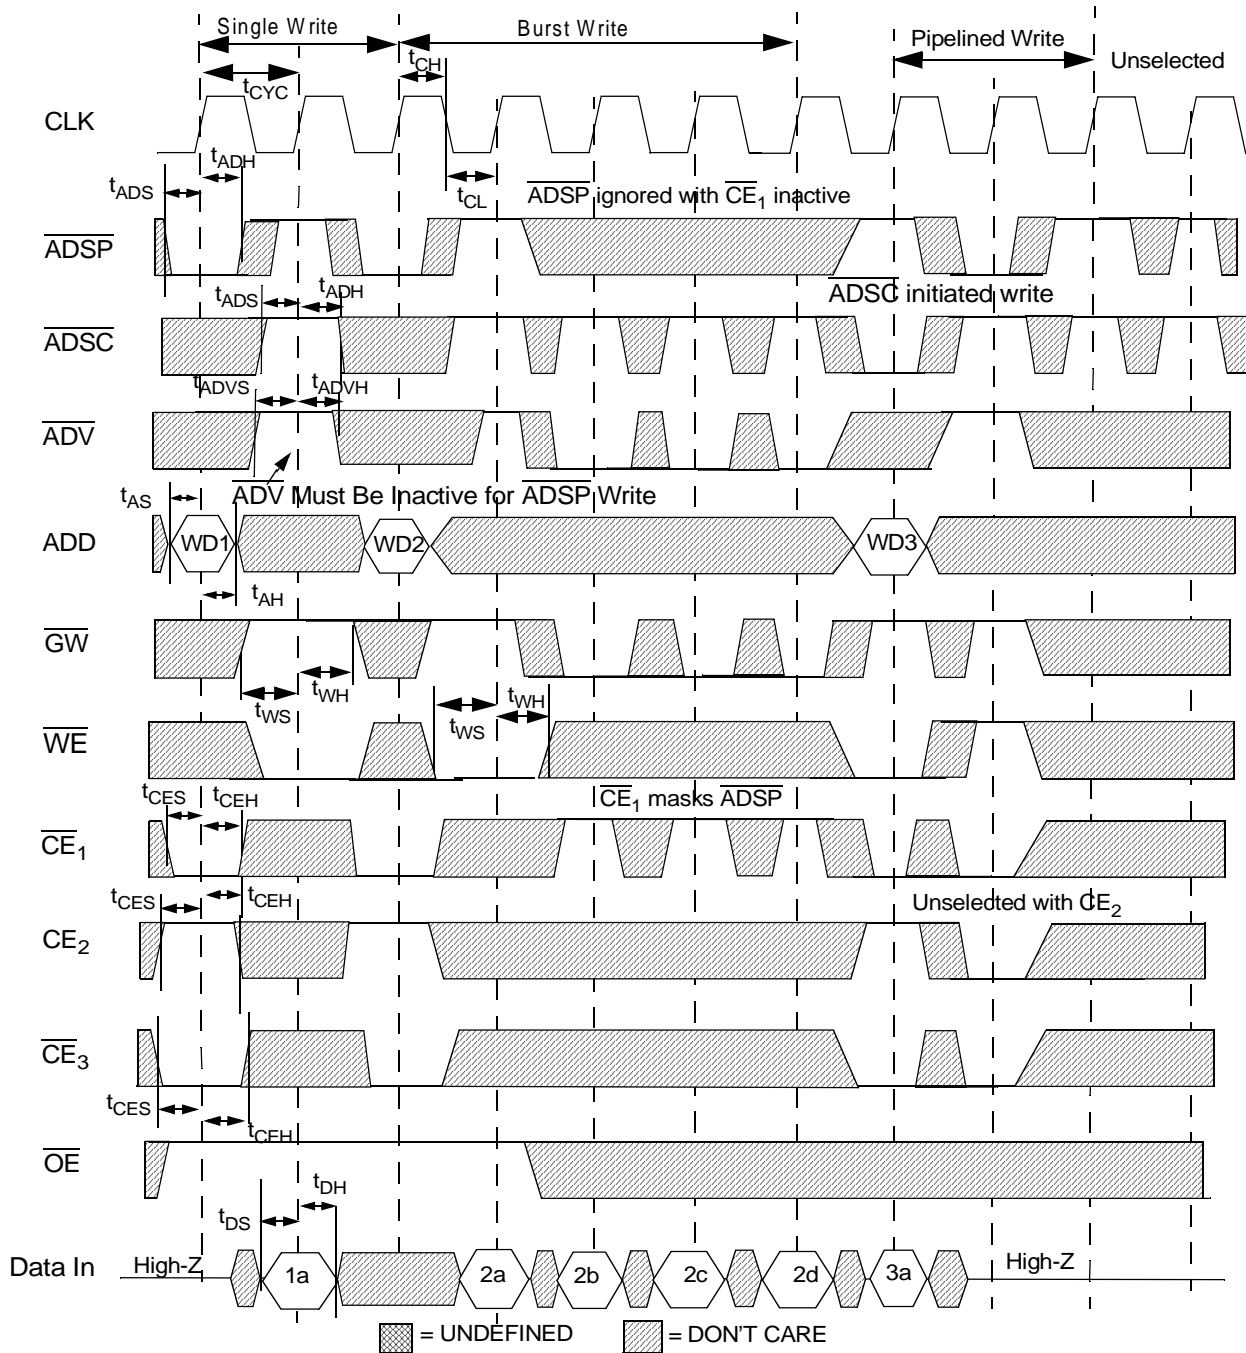 Single Write
Burst Write
Pipelined Write
Unselected
tCH
tCYC
CLK
tADH
tADS
tCL
ADSP ignored with CE1 inactive
ADSP
tADS
tADH
ADSC initiated write
ADSC
tADVS
tADVH
ADV
ADV Must Be Inactive for ADSP Write
tAS
ADD
WD1
WD2
WD3
tAH
GW
tWS
tWH
tWS
tWH
WE
tCES
tCEH
CE1 masks ADSP
CE1
tCES
tCEH
Unselected with CE2
CE2
CE3
tCES
tCEH
OE
tDH
tDS
Data In
High-Z
1a
2a
2b
2c
2d
3a
High-Z
= UNDEFINED
= DON'T CARE